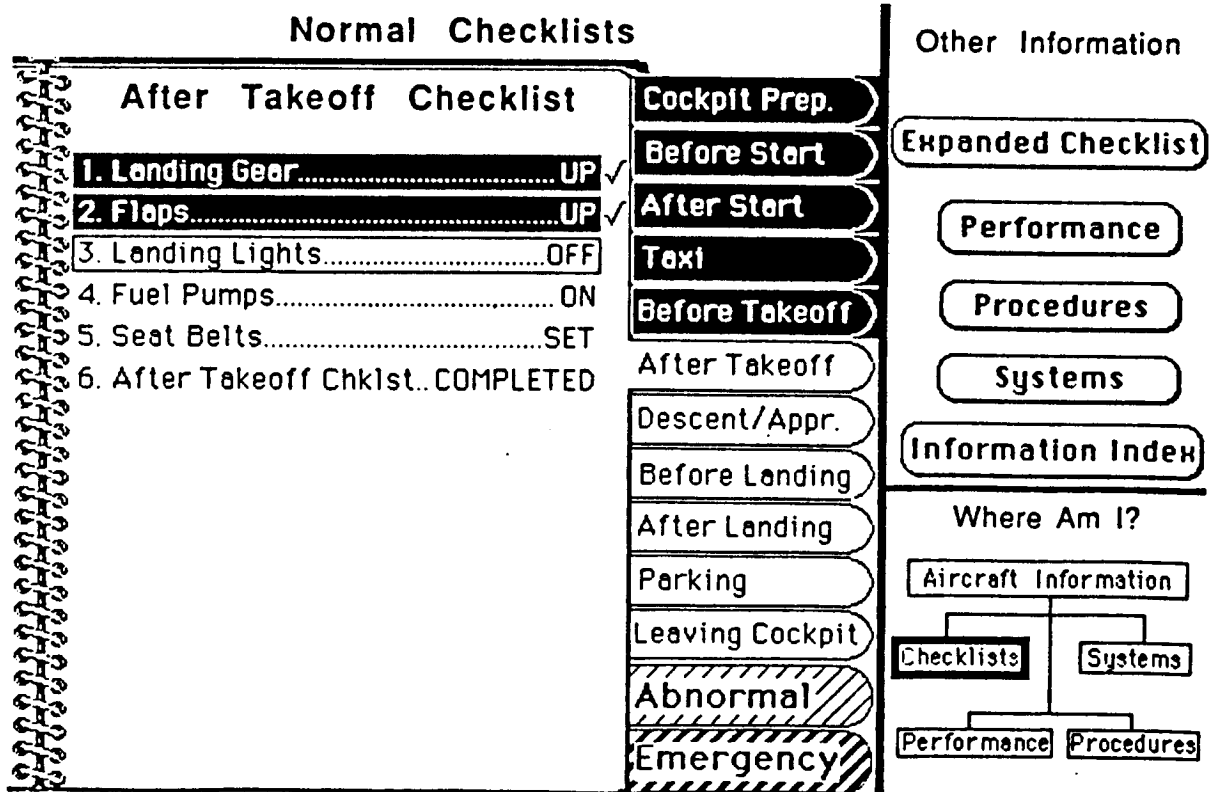 Normal Checklists
After Takeoff Checklist
1. Landing Gear....................................UP ✓
2. Flaps....................................................UP ✓
3. Landing Lights..............................OFF
4. Fuel Pumps..................................... ON
5. Seat Belts.....................................SET
6. After Takeoff Chklst.. COMPLETED
Cockpit Prep.
Before Start
After Start
Taxi
Before Takeoff
After Takeoff
Descent/Appr.
Before Landing
After Landing
Parking
Leaving Cockpit
Abnormal
Emergency
Other Information
Expanded Checklist
Performance
Procedures
Systems
Information Index
Where Am I?
Aircraft Information
Checklists
Systems
Performance
Procedures